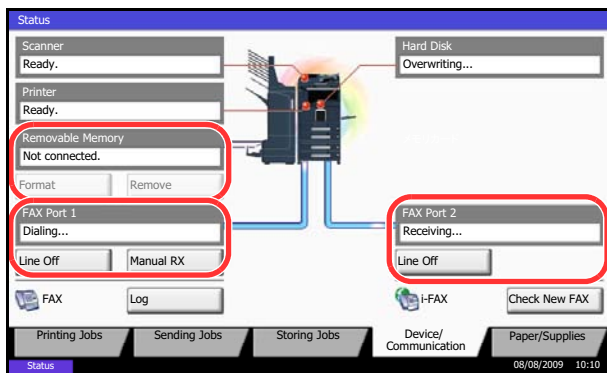 Status
Scanner
Ready.
Hard Disk
Overwriting...
Printer
Ready.
Removable Memory
Not connected.
Format
Remove
FAX Port 1
Dialing...
Line Off
Manual RX
FAX Port 2
Receiving...
Line Off
FAX
Log
i-FAX
Check New FAX
Printing Jobs
Sending Jobs
Storing Jobs
Device/
Communication
Paper/Supplies
Status
08/08/2009 10:10